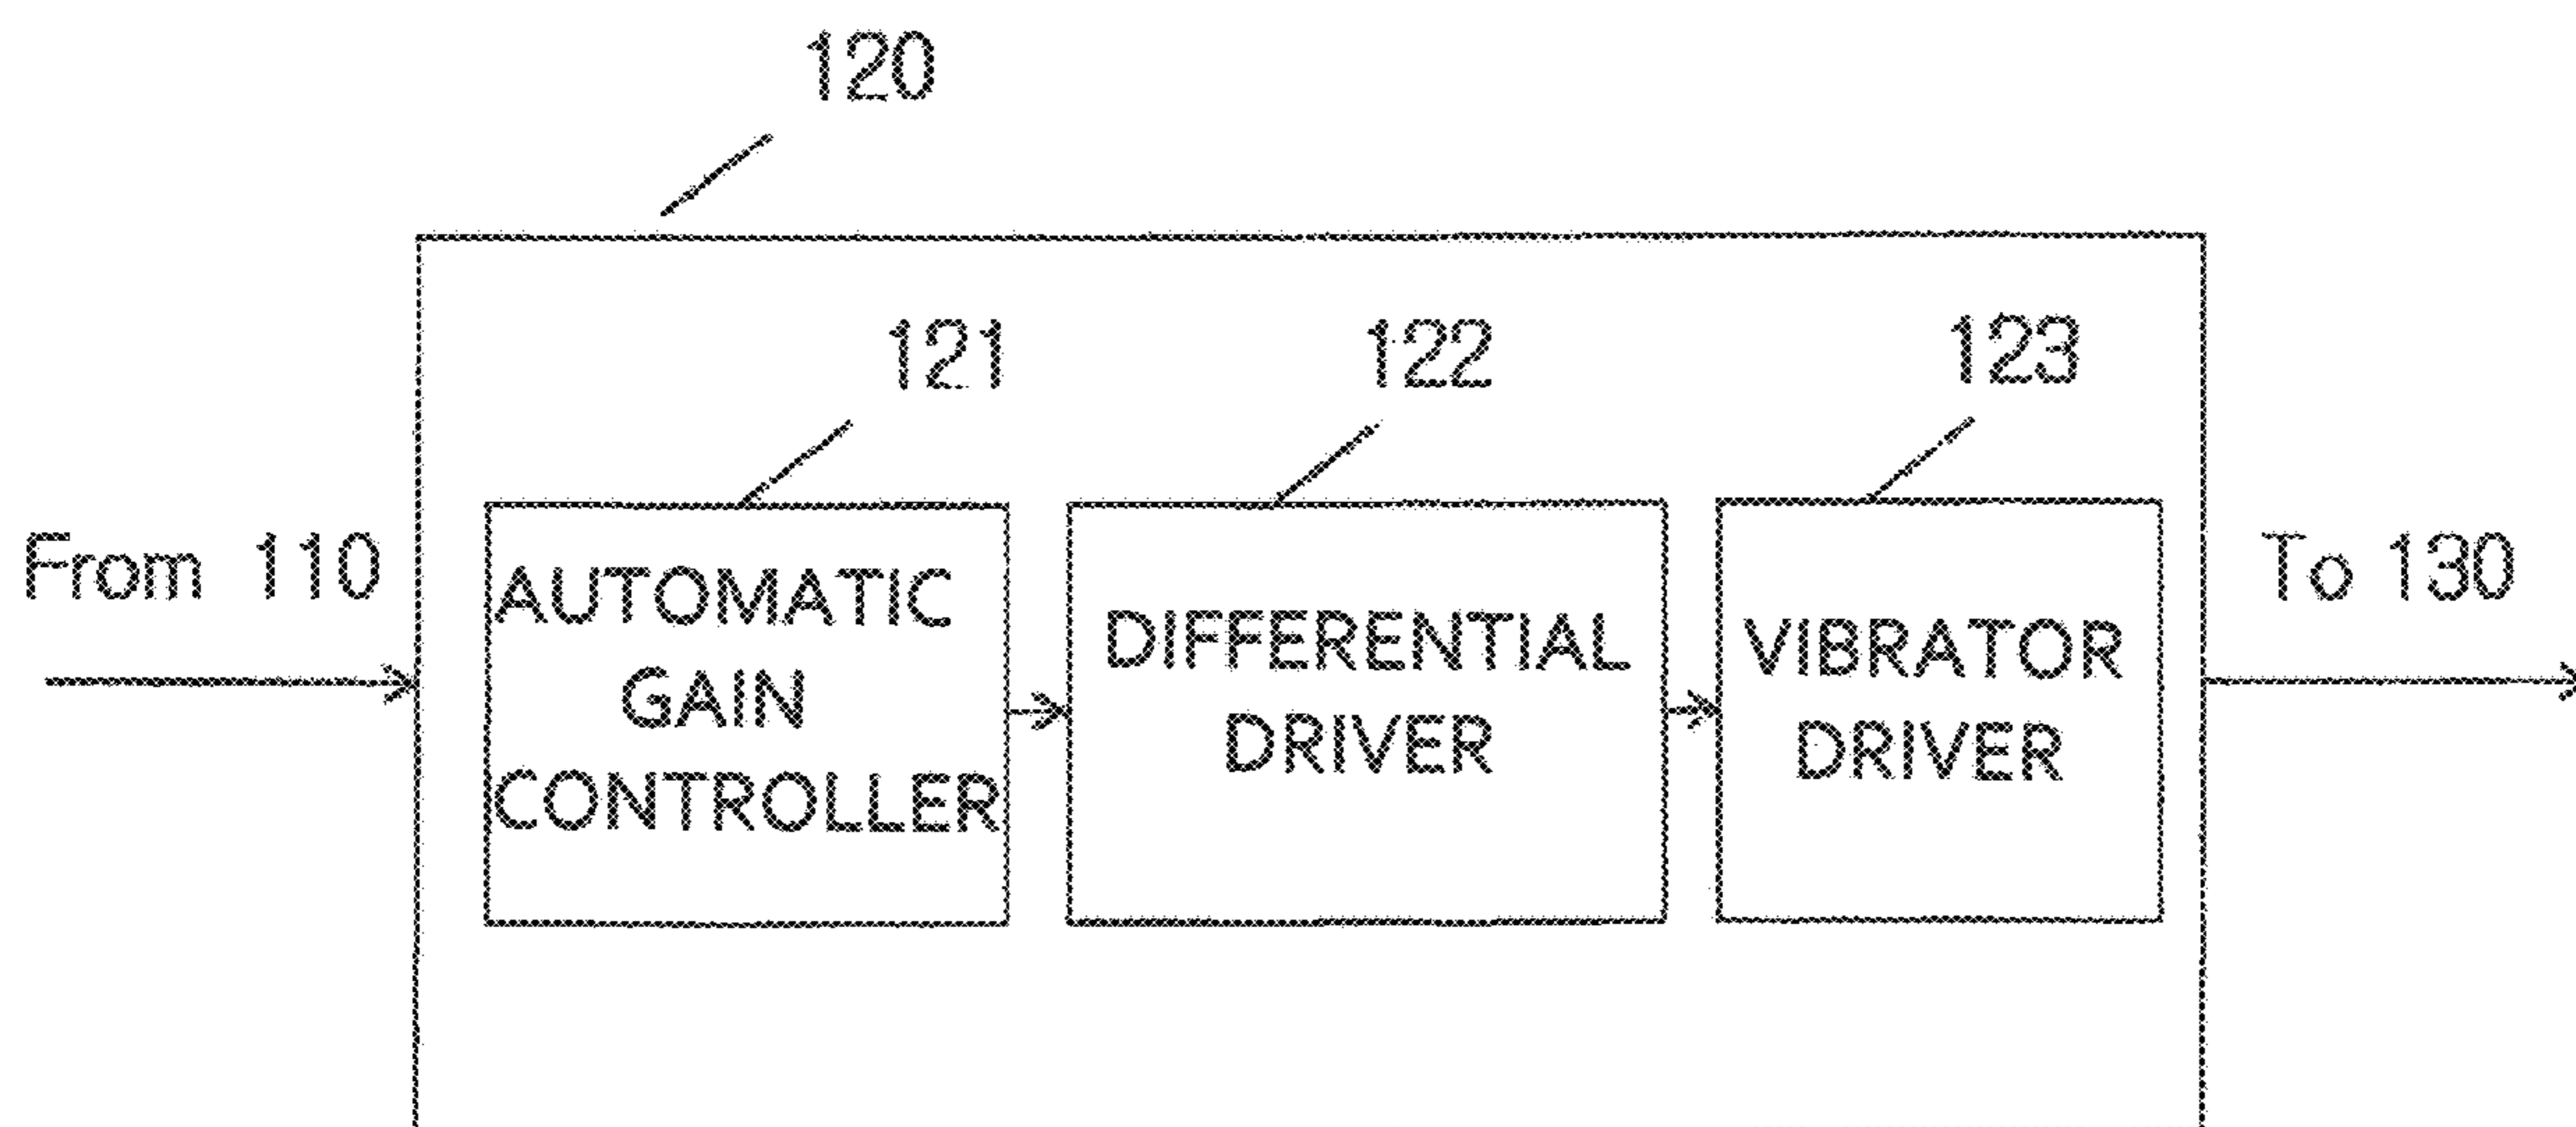 120
121
122
123
From 110
To 130
AUTOMATIC
GAIN
CONTROLLER
DIFFERENTIAL
DRIVER
VIBRATOR
DRIVER